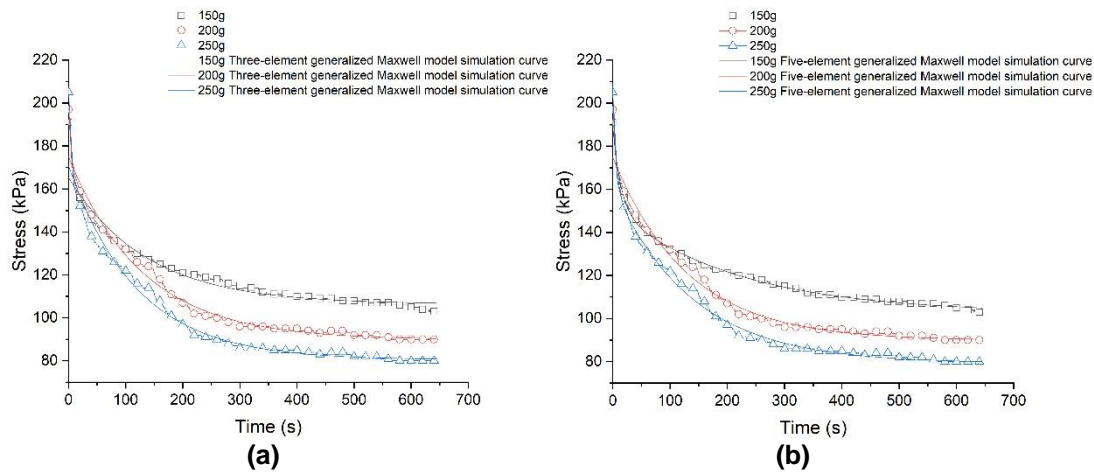 150g
200g
250g
150g Three-element generalized Maxwell model simulation curve
200g Three-element generalized Maxwell model simulation curve
250g Three-element generalized Maxwell model simulation curve
220
200
180
160
140
120
100
80
Stress (kPa)
0 100 200 300 400 500 600 700
Time (s)
(a)
150g
200g
250g
150g Five-element generalized Maxwell model simulation curve
200g Five-element generalized Maxwell model simulation curve
250g Five-element generalized Maxwell model simulation curve
220
200
180
160
140
120
100
80
Stress (kPa)
0 100 200 300 400 500 600 700
Time (s)
(b)